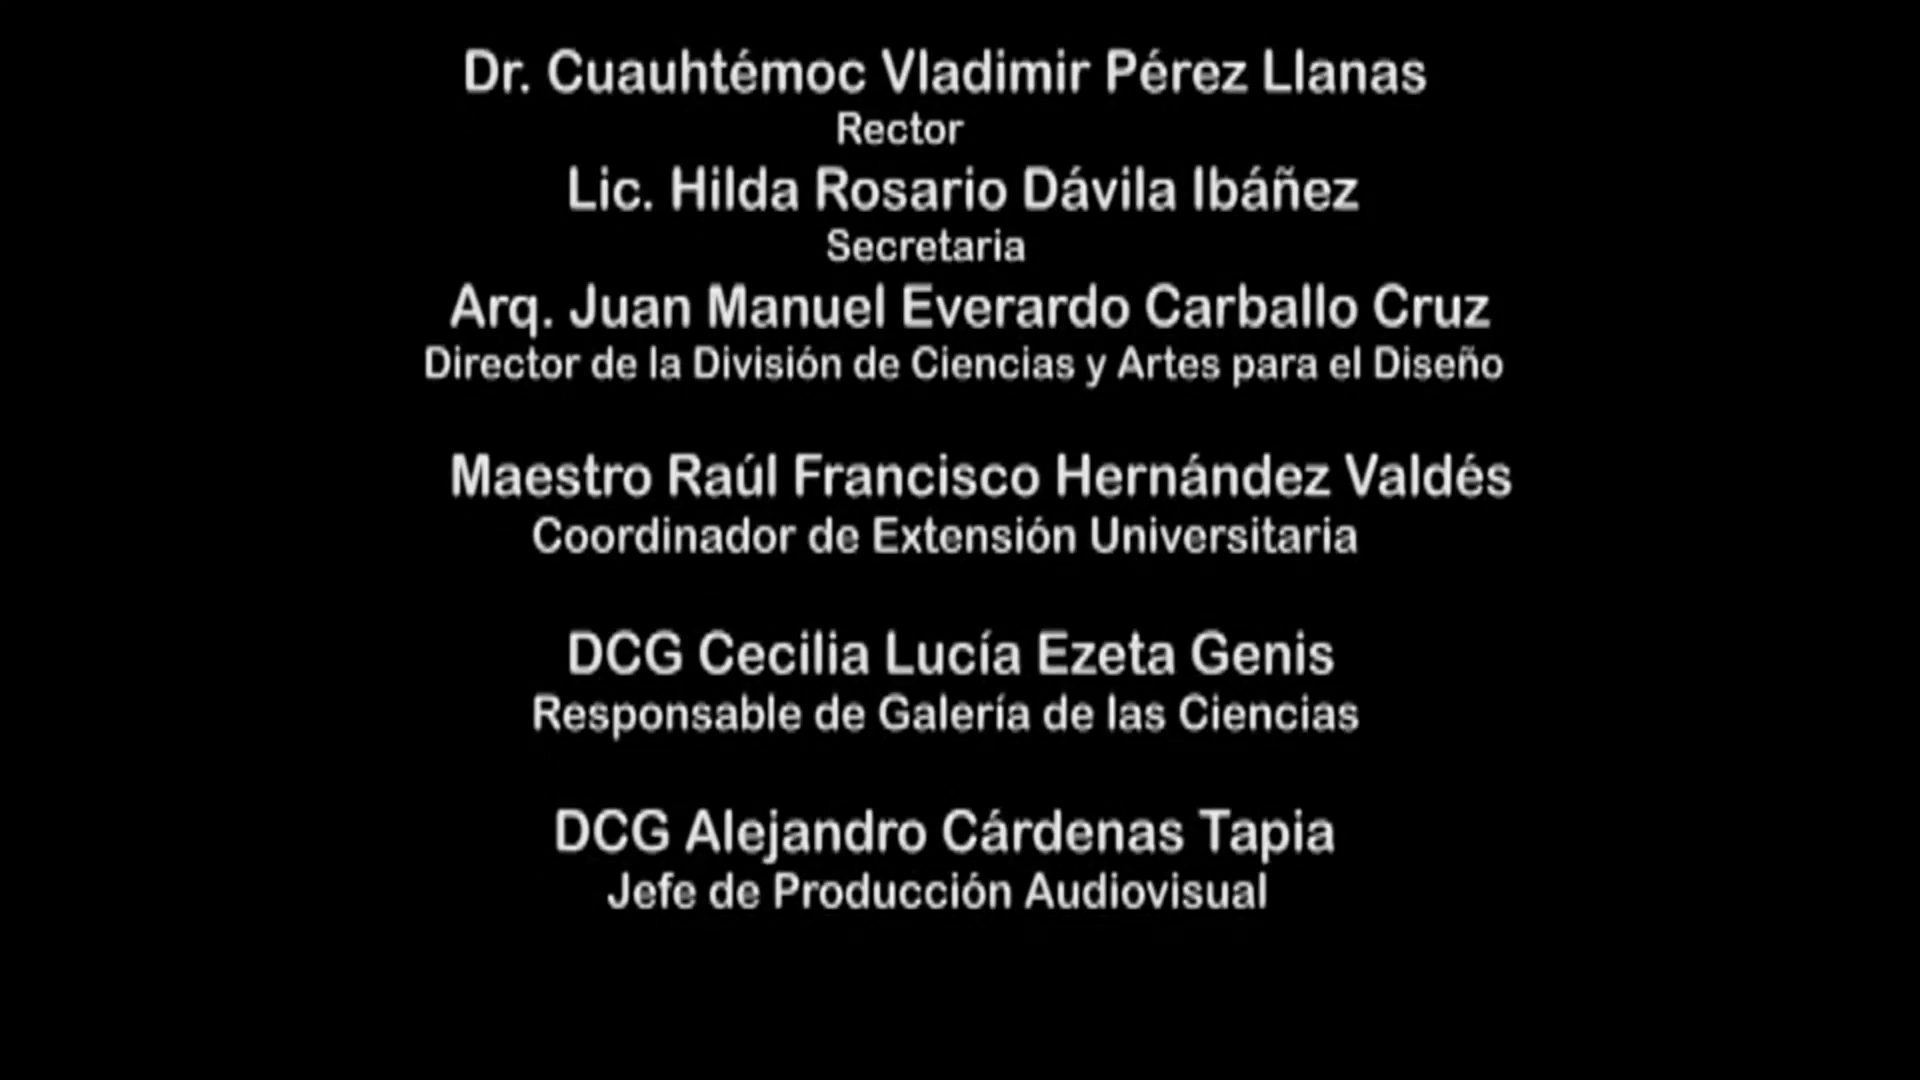 Dr. Cuauhtémoc Vladimir Pérez Llanas
Rector
Lic. Hilda Rosario Dávila Ibáñez
Secretaria
Arq. Juan Manuel Everardo Carballo Cruz
Director de la División de Ciencias y Artes para el Diseño
Maestro Raúl Francisco Hernández Valdés
Coordinador de Extensión Universitaria
DCG Cecilia Lucía Ezeta Genis
Responsable de Galería de las Ciencias
DCG Alejandro Cárdenas Tapia
Jefe de Producción Audiovisual